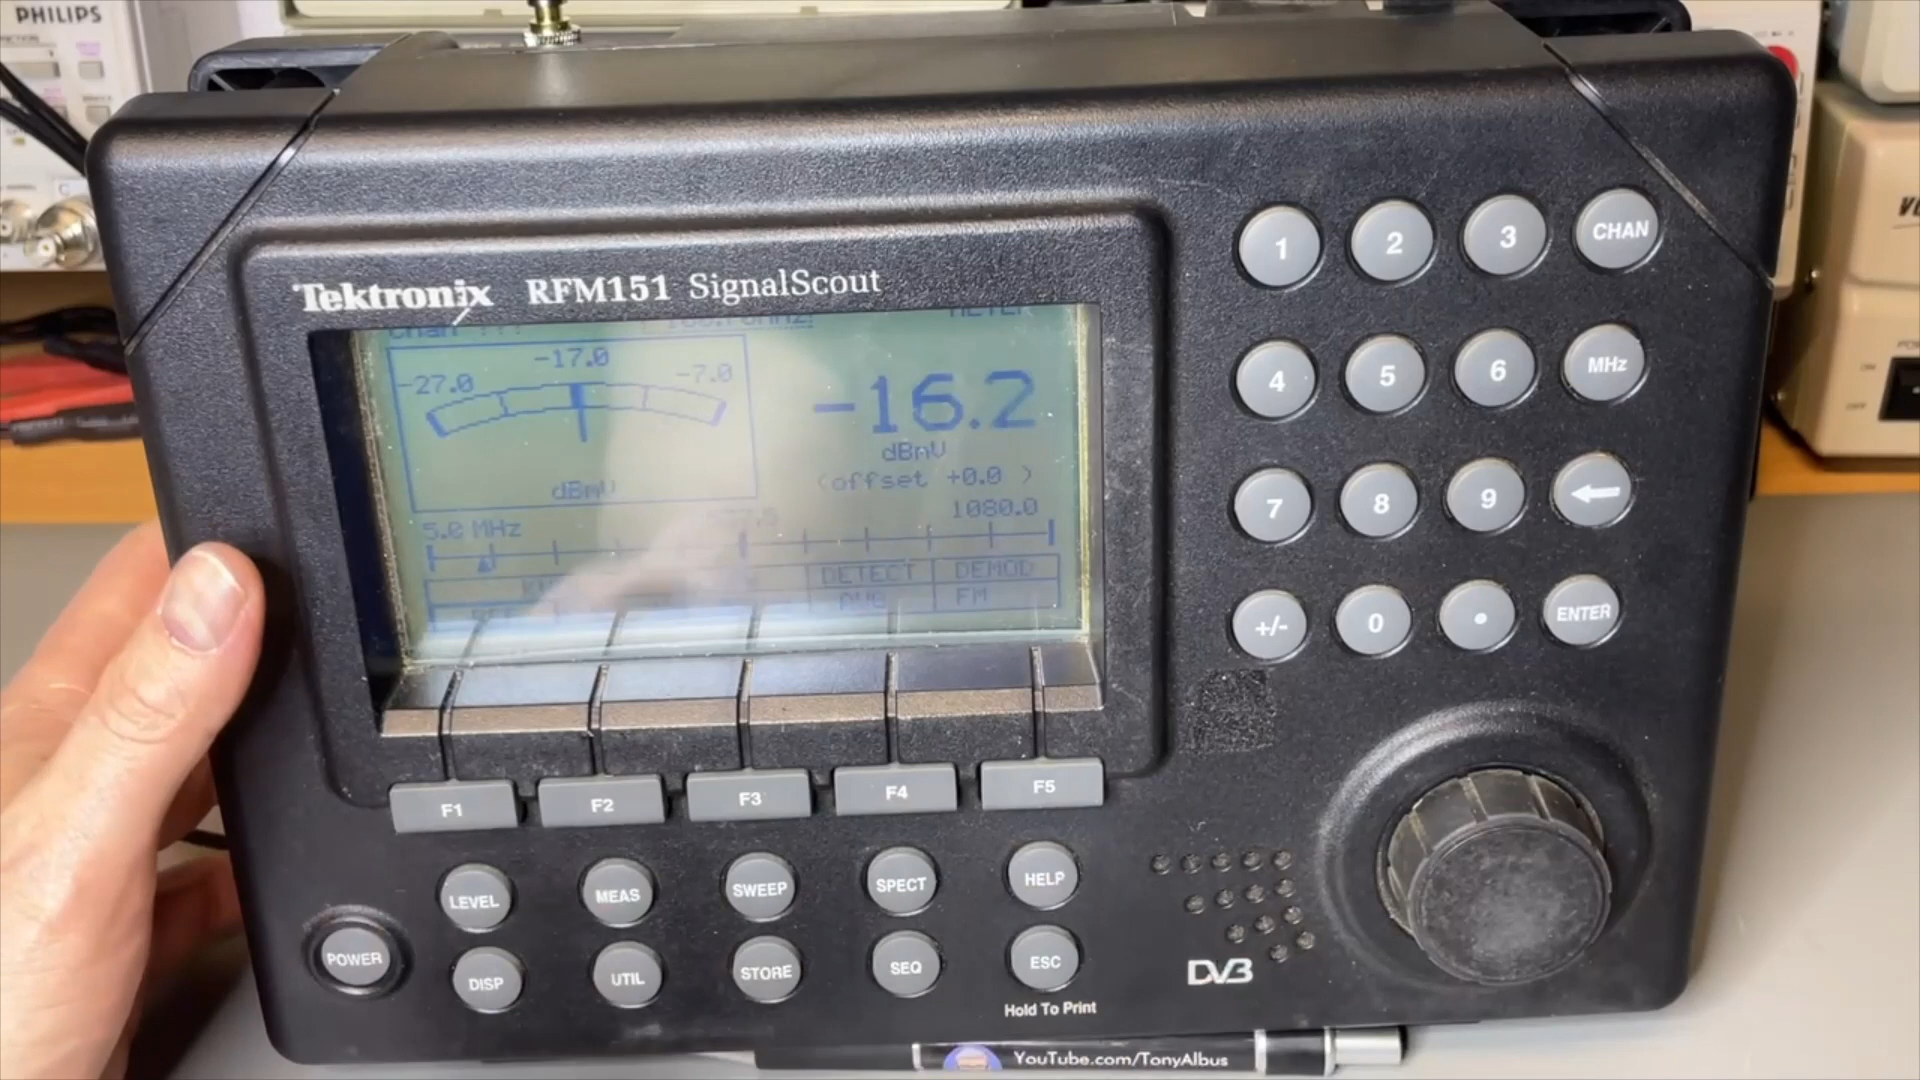 PHILIPS
Tektronix RFM151 SignalScout
-17.0
-27.0
-7.0
dBmV
-16.2
dBmV
(offset +0.0 )
5.0 MHz
1080.0
DETECT
DEMOD
AVG
FM
1 2 3 CHAN
4 5 6 MHz
7 8 9
+/- 0 • ENTER
F1 F2 F3 F4 F5
LEVEL MEAS SWEEP SPECT HELP
POWER
DISP UTIL STORE SEQ ESC
Hold To Print
DVB
YouTube.com/TonyAlbus